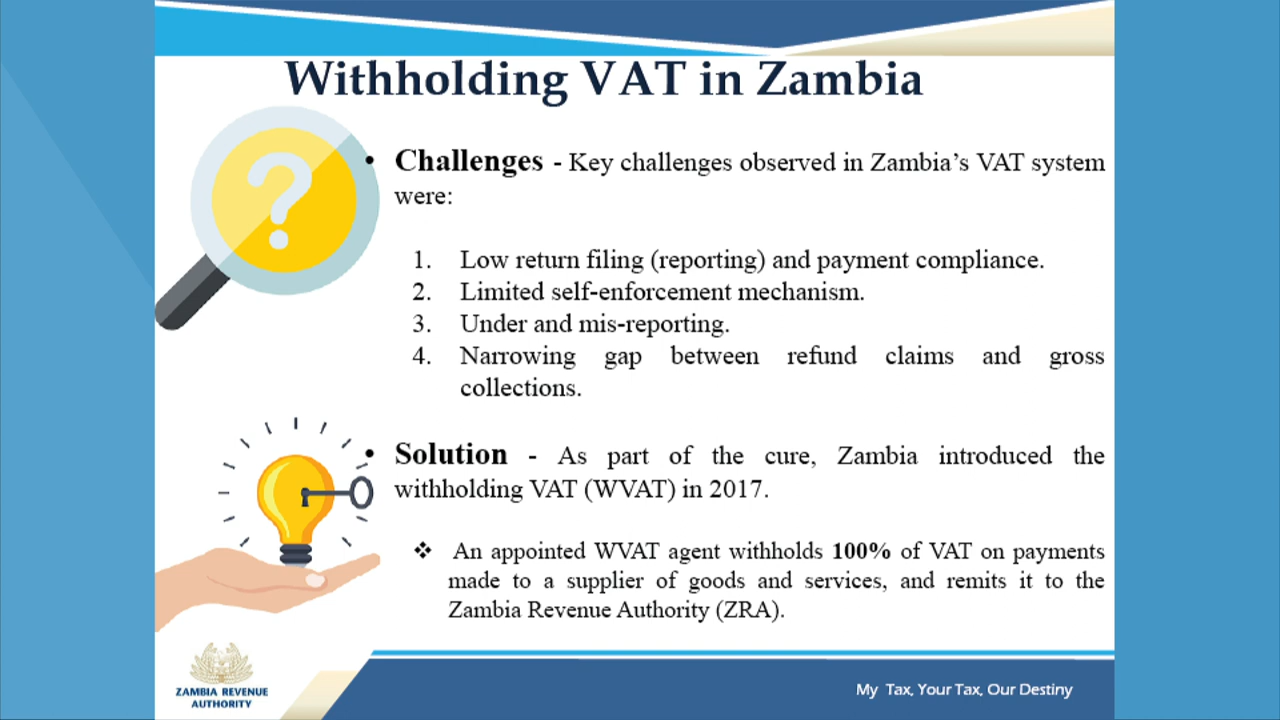 Withholding VAT in Zambia
• Challenges - Key challenges observed in Zambia’s VAT system
were:
1. Low return filing (reporting) and payment compliance.
2. Limited self-enforcement mechanism.
3. Under and mis-reporting.
4. Narrowing gap between refund claims and gross
collections.
• Solution - As part of the cure, Zambia introduced the
withholding VAT (WVAT) in 2017.
❖ An appointed WVAT agent withholds 100% of VAT on payments
made to a supplier of goods and services, and remits it to the
Zambia Revenue Authority (ZRA).
ZAMBIA REVENUE
AUTHORITY
My Tax, Your Tax, Our Destiny